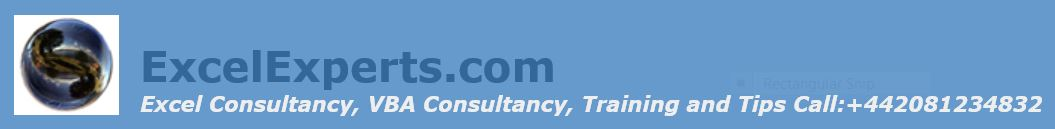 ExcelExperts.com
Rectangular Snip
Excel Consultancy, VBA Consultancy, Training and Tips Call:+442081234832